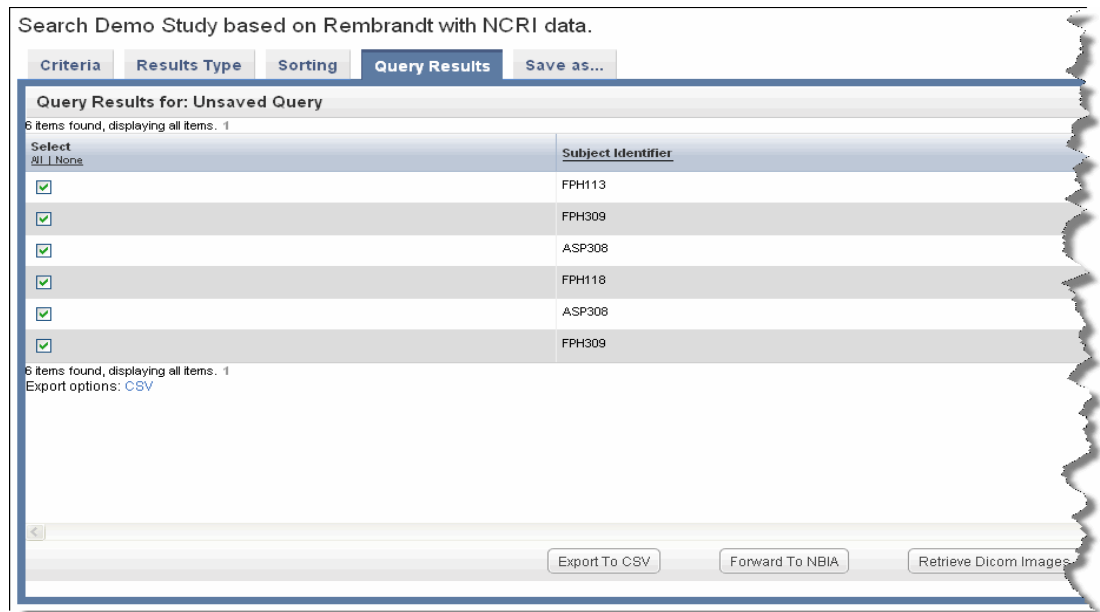 Search Demo Study based on Rembrandt with NCRI data.
Criteria Results Type Sorting Query Results Save as...
Query Results for: Unsaved Query
6 items found, displaying all items. 1
Select
All | None
Subject Identifier
FPH113
FPH309
ASP308
FPH118
ASP308
FPH309
6 items found, displaying all items. 1
Export options: CSV
Export To CSV Forward To NBIA Retrieve Dicom Images